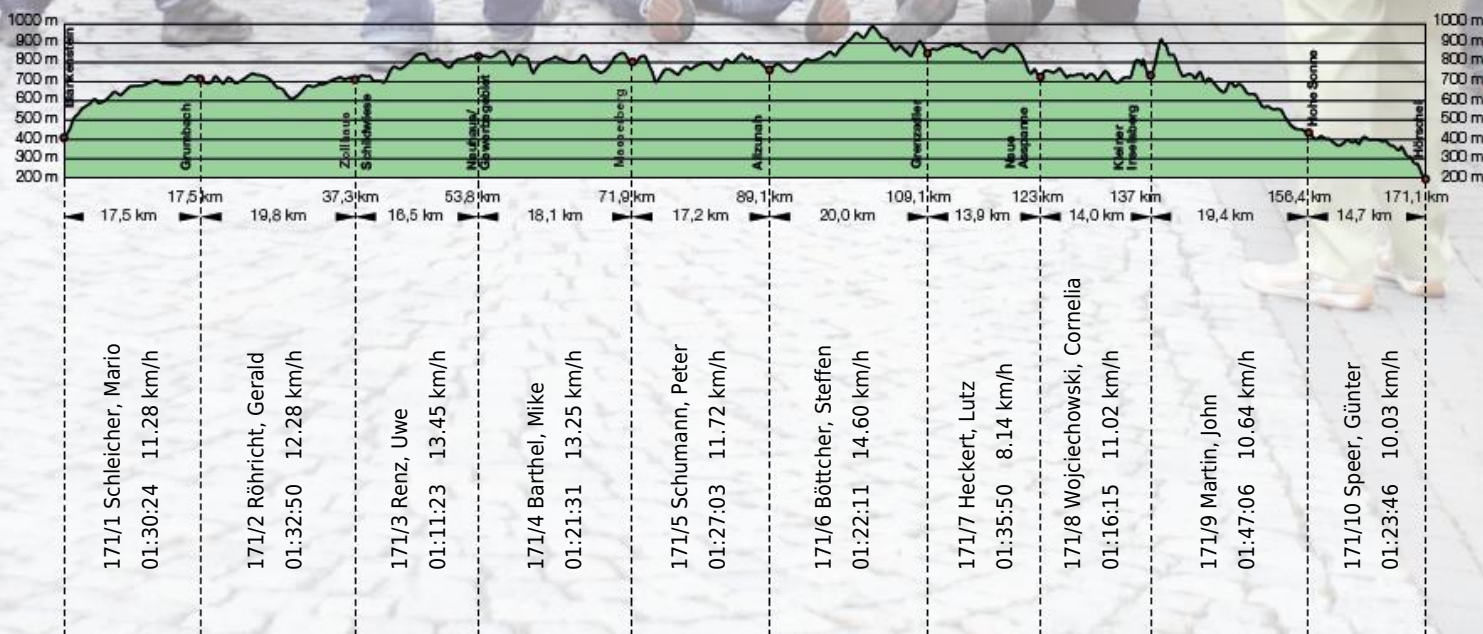 1000 m 1000 m
900 m 900 m
800 m 800 m
700 m 700 m
600 m 600 m
500 m 500 m
400 m 400 m
300 m 300 m
200 m 200 m
Blankenstein
Grumbach
Zollhaus
Schildwiese
Neuhaus/
Gewerbegebiet
Masserberg
Allzunah
Grenzadler
Neue
Ausspanne
Kleiner
Inselsberg
Hohe Sonne
Hörschel
17,5 km 37,3 km 53,8 km 71,9 km 89,1 km 109,1 km 123 km 137 km 156,4 km 171,1 km
17,5 km 19,8 km 16,5 km 18,1 km 17,2 km 20,0 km 13,9 km 14,0 km 19,4 km 14,7 km
171/1 Schleicher, Mario
01:30:24 11.28 km/h
171/2 Röhricht, Gerald
01:32:50 12.28 km/h
171/3 Renz, Uwe
01:11:23 13.45 km/h
171/4 Barthel, Mike
01:21:31 13.25 km/h
171/5 Schumann, Peter
01:27:03 11.72 km/h
171/6 Böttcher, Steffen
01:22:11 14.60 km/h
171/7 Heckert, Lutz
01:35:50 8.14 km/h
171/8 Wojciechowski, Cornelia
01:16:15 11.02 km/h
171/9 Martin, John
01:47:06 10.64 km/h
171/10 Speer, Günter
01:23:46 10.03 km/h